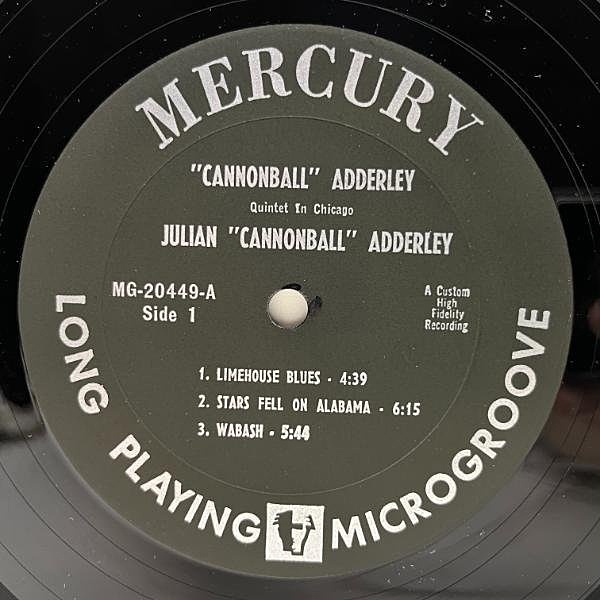 MERCURY
"CANNONBALL" ADDERLEY
Quintet In Chicago
JULIAN "CANNONBALL" ADDERLEY
MG-20449-A
Side 1
A Custom
High
Fidelity
Recording
1. LIMEHOUSE BLUES - 4:39
2. STARS FELL ON ALABAMA - 6:15
3. WABASH - 5:44
LONG PLAYING MICROGROOVE